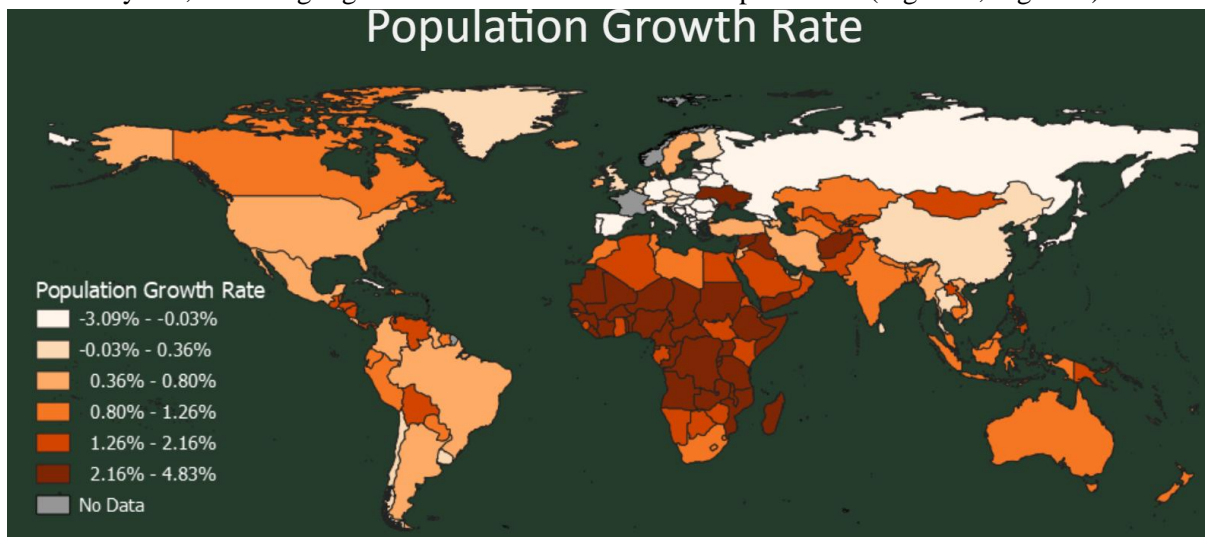 Population Growth Rate
Population Growth Rate
-3.09% - -0.03%
-0.03% - 0.36%
0.36% - 0.80%
0.80% - 1.26%
1.26% - 2.16%
2.16% - 4.83%
No Data